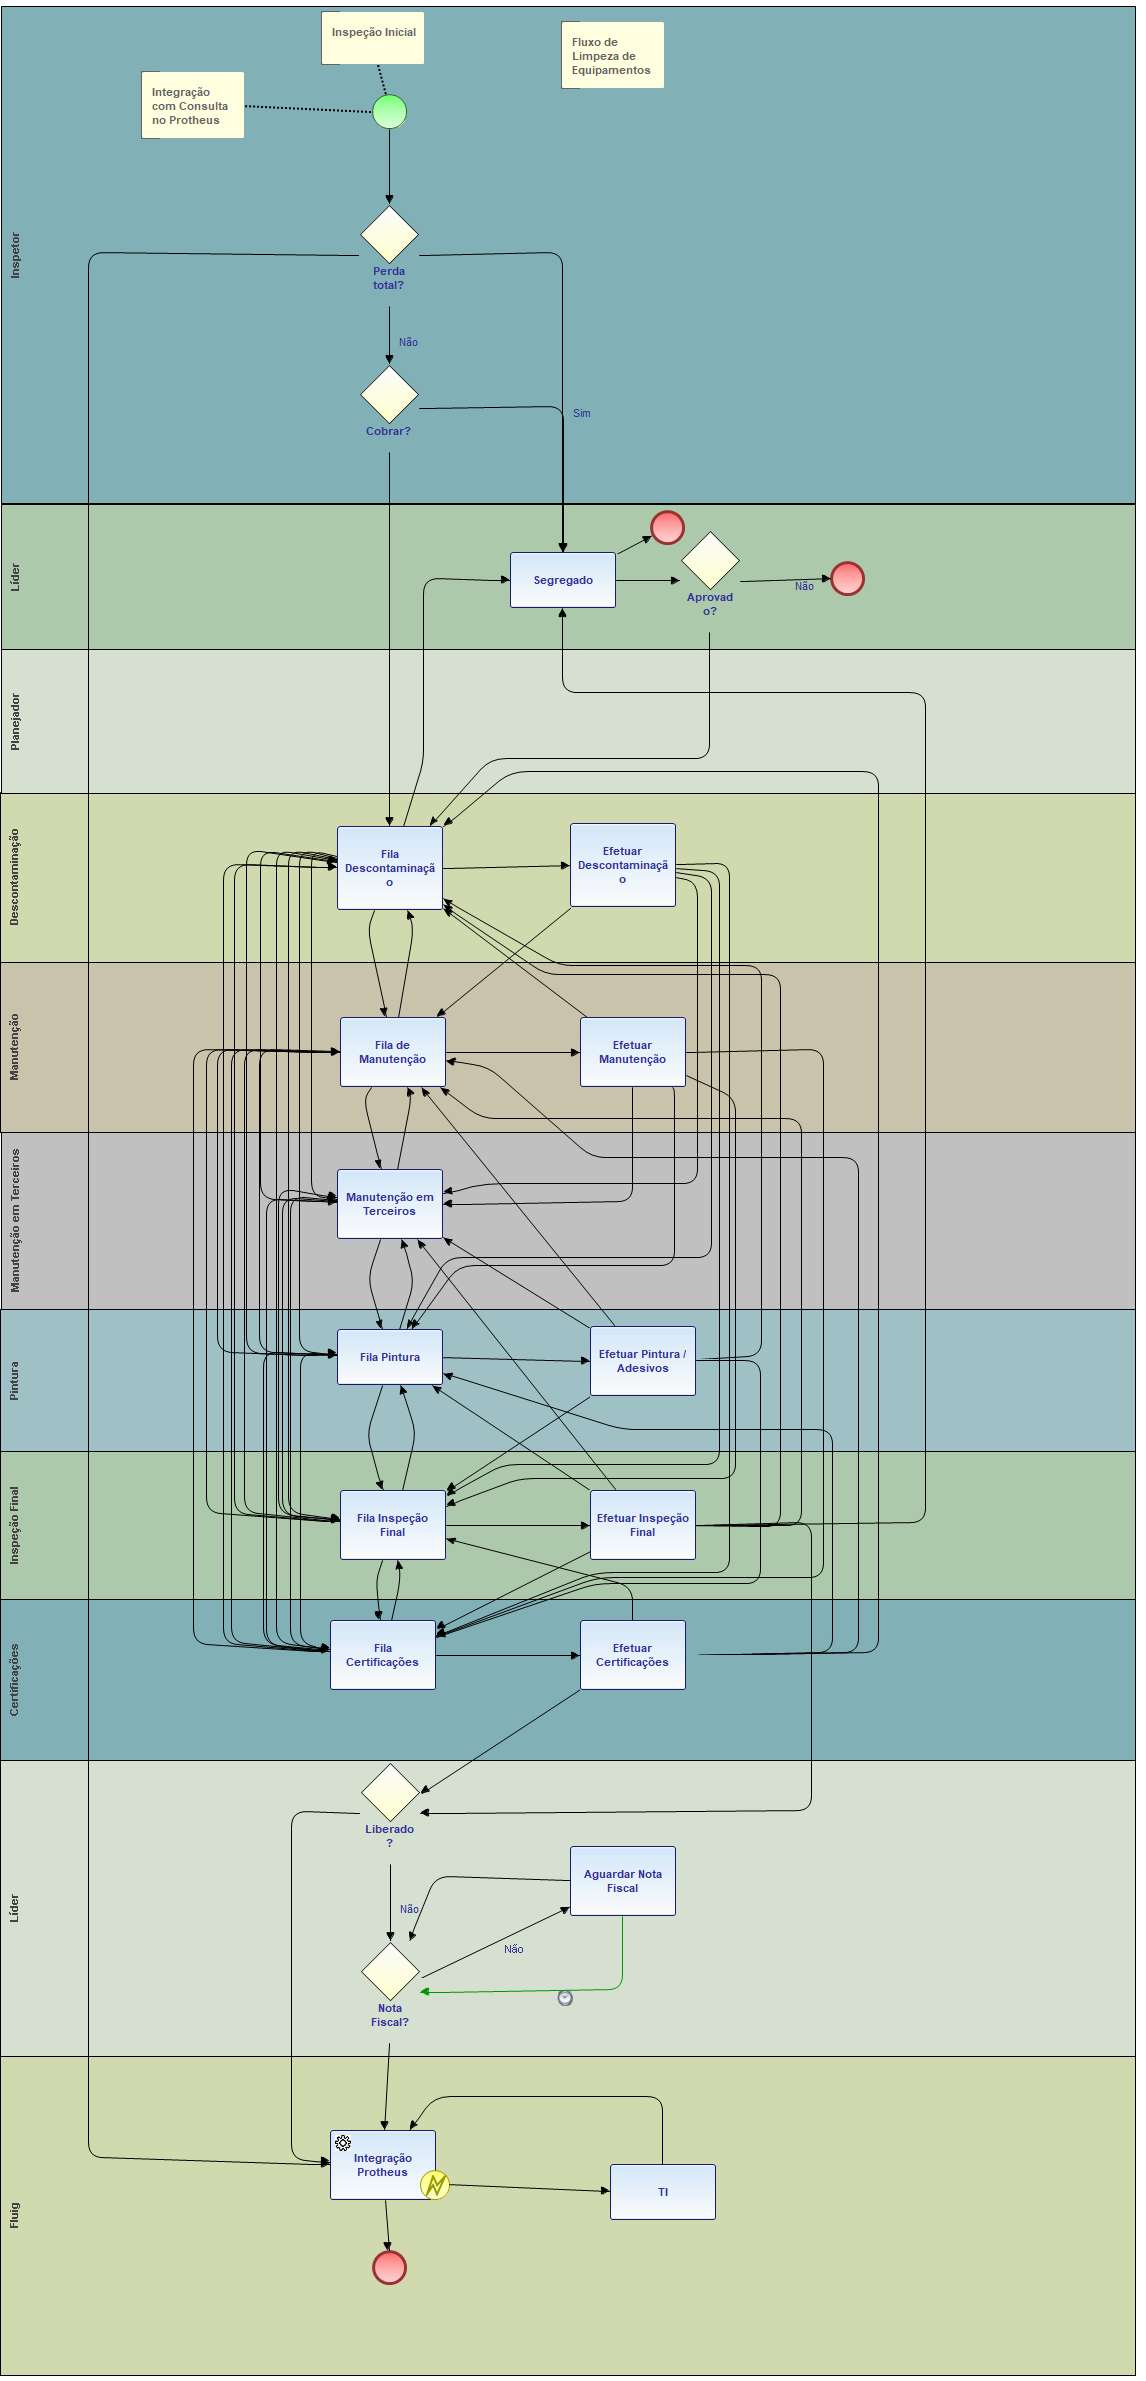 Inspeção Inicial
Fluxo de
Limpeza de
Equipamentos
Integração
com Consulta
no Protheus
Inspetor
Perda
total?
Não
Cobrar?
Sim
Líder
Segregado
Aprovad
o?
Não
Planejador
Descontaminação
Fila
Descontaminaçã
o
Efetuar
Descontaminaçã
o
Manutenção
Fila de
Manutenção
Efetuar
Manutenção
Manutenção em Terceiros
Manutenção em
Terceiros
Pintura
Fila Pintura
Efetuar Pintura /
Adesivos
Inspeção Final
Fila Inspeção
Final
Efetuar Inspeção
Final
Certificações
Fila
Certificações
Efetuar
Certificações
Líder
Liberado
?
Aguardar Nota
Fiscal
Não
Não
Nota
Fiscal?
Fluig
Integração
Protheus
TI